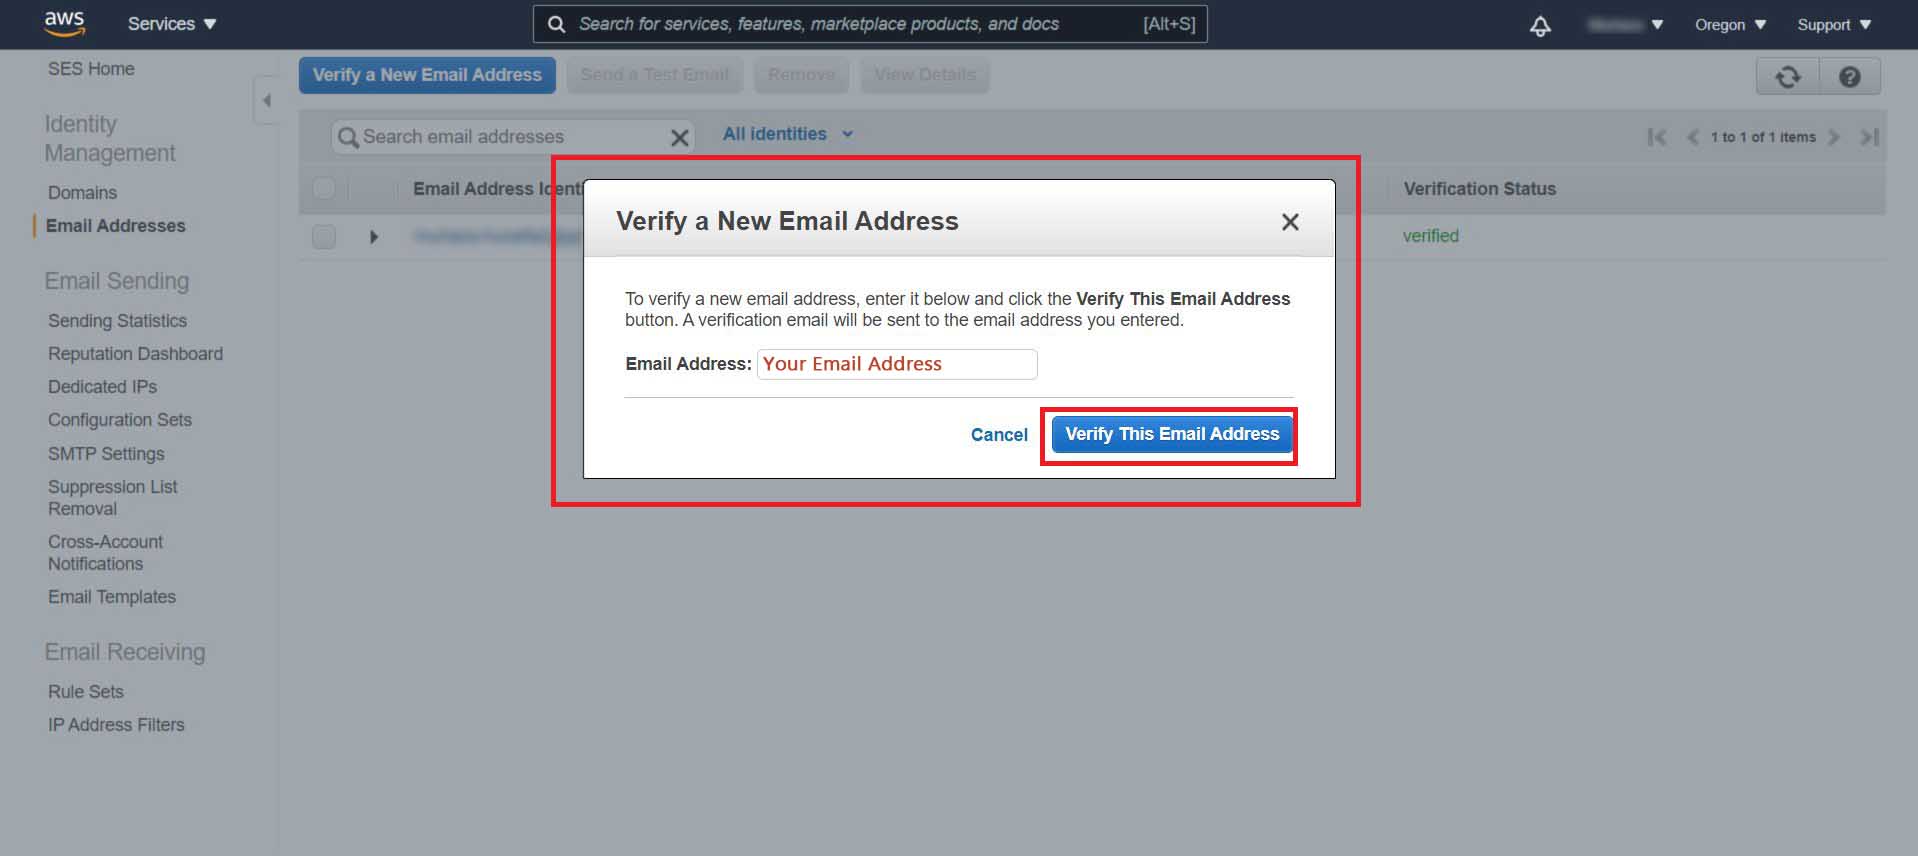 aws
Services
Search for services, features, marketplace products, and docs [Alt+S]
Oregon
Support
SES Home
Identity
Management
Domains
Email Addresses
Email Sending
Sending Statistics
Reputation Dashboard
Dedicated IPs
Configuration Sets
SMTP Settings
Suppression List
Removal
Cross-Account
Notifications
Email Templates
Email Receiving
Rule Sets
IP Address Filters
Verify a New Email Address
Send a Test Email
Remove
View Details
Search email addresses
All identities
1 to 1 of 1 items
Email Address Identi
Verification Status
verified
Verify a New Email Address
To verify a new email address, enter it below and click the Verify This Email Address
button. A verification email will be sent to the email address you entered.
Email Address: Your Email Address
Cancel
Verify This Email Address